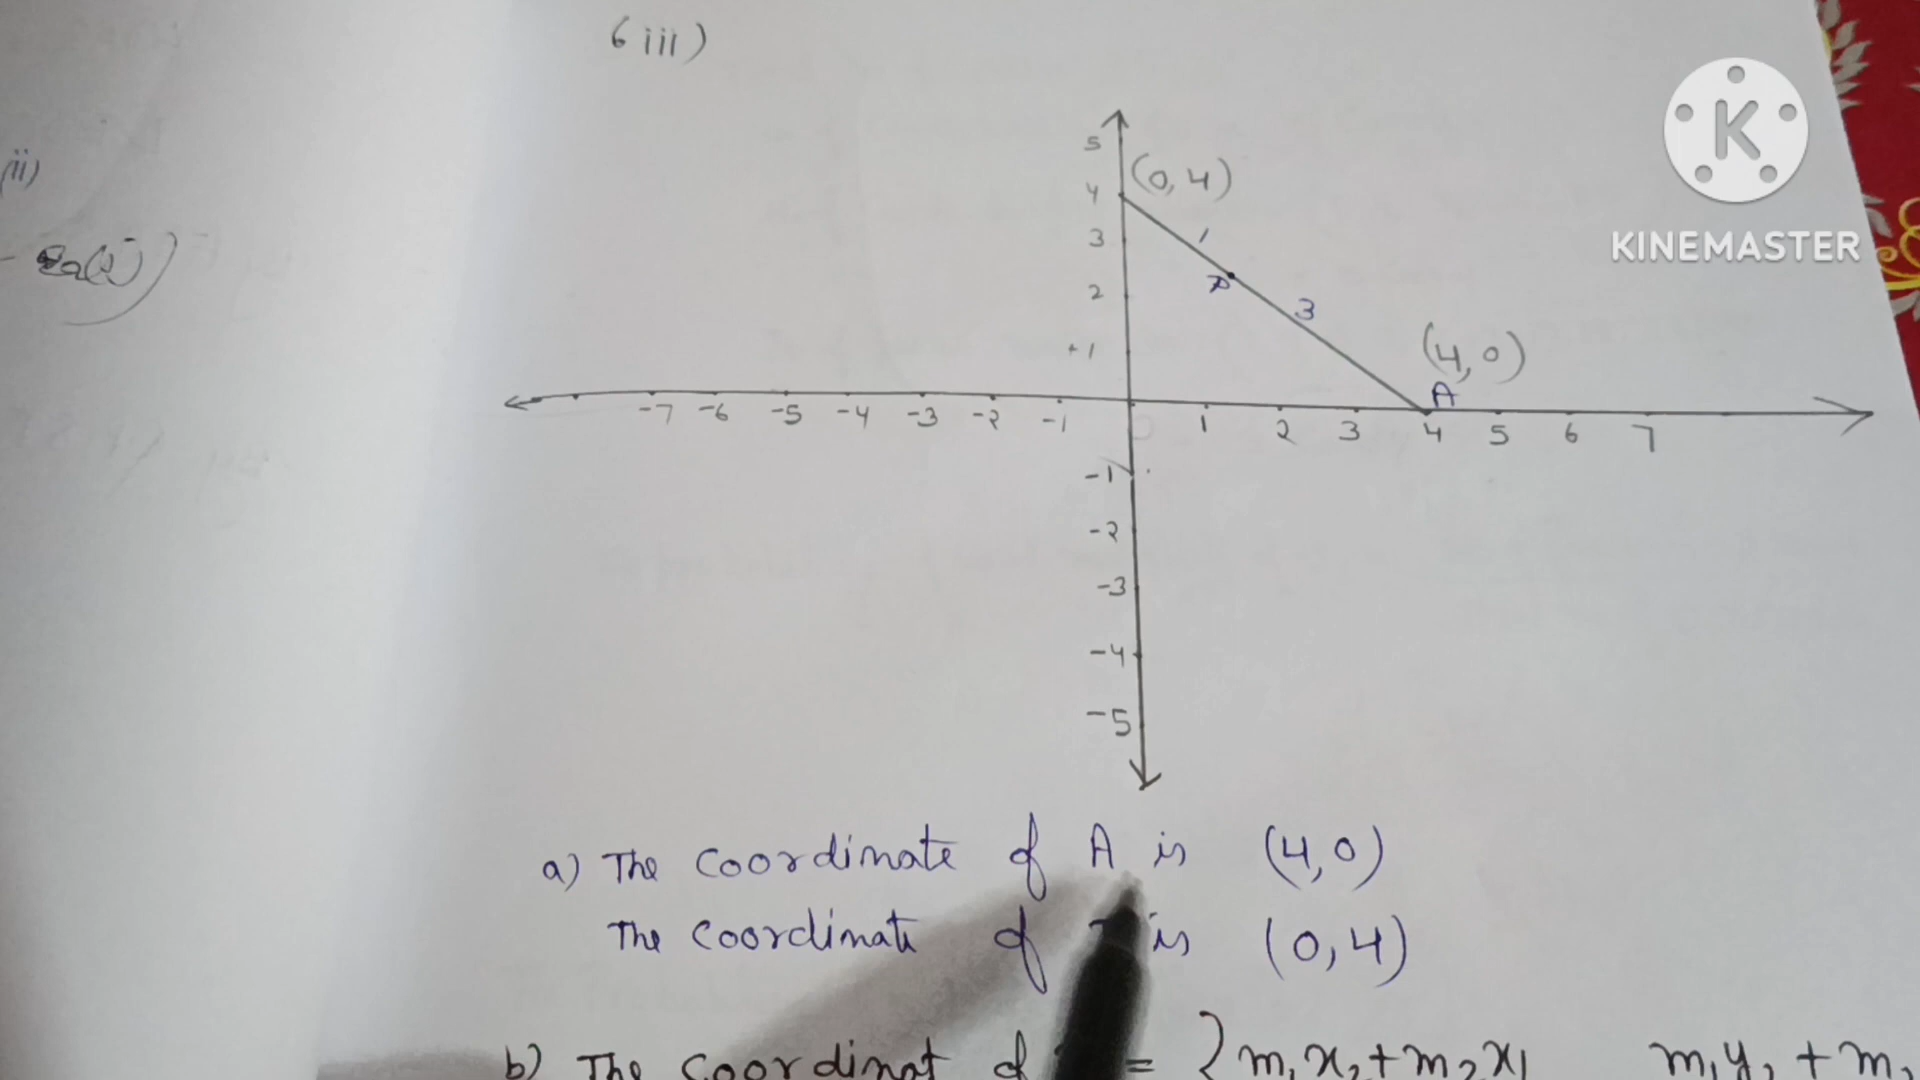 6 iii)
(ii)
5
(0,4)
4
3
1
2
3
+1
(4,0)
A
-7 -6 -5 -4 -3 -2 -1 1 2 3 4 5 6 7
-1
-2
-3
-4
-5
a) The coordinate of A is (4,0)
The coordinate of is (0,4)
b) The coordinat of = { m₁x₂+m₂x₁ m₁y₂ + m₂
K
KINEMASTER